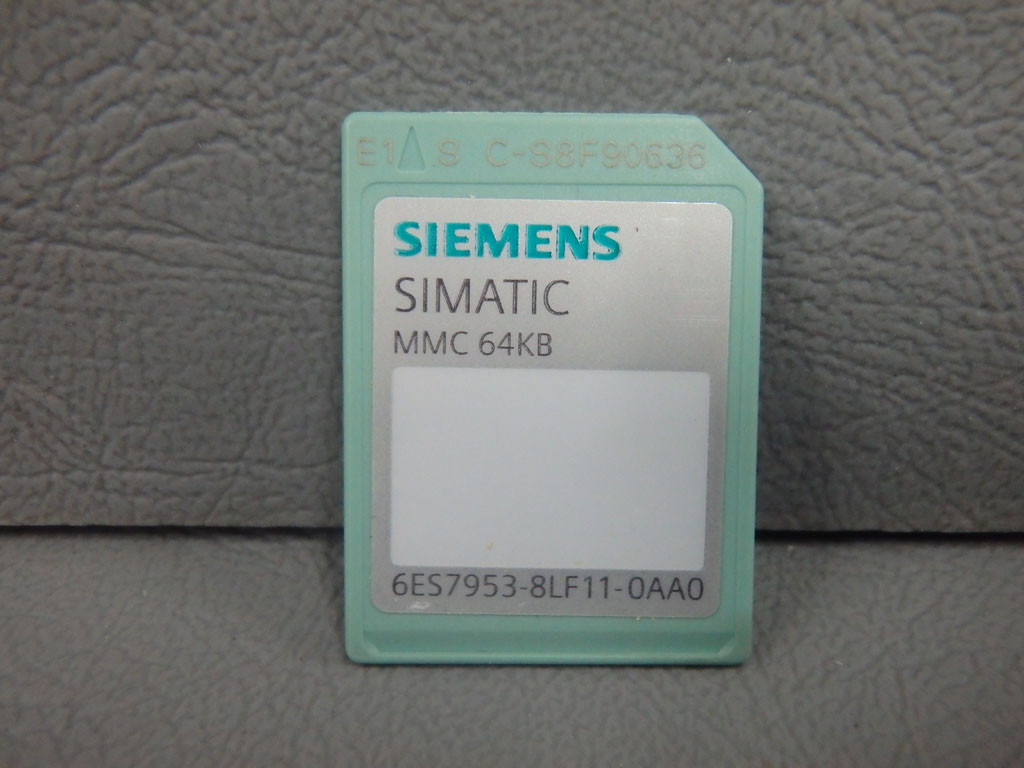 E1 S C-S8F90636
SIEMENS
SIMATIC
MMC 64KB
6ES7953-8LF11-0AA0